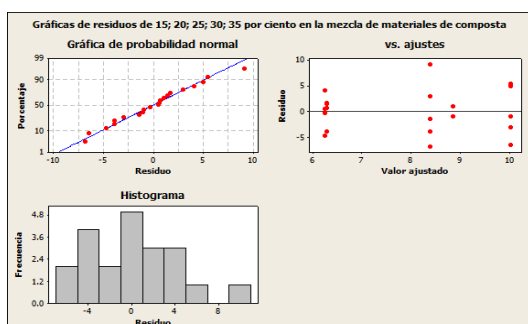 Gráficas de residuos de 15; 20; 25; 30; 35 por ciento en la mezcla de materiales de composta
Gráfica de probabilidad normal
99
90
50
10
1
Porcentaje
-10
-5
0
5
10
Residuo
vs. ajustes
10
5
0
-5
Residuo
6
7
8
9
10
Valor ajustado
Histograma
4.8
3.6
2.4
1.2
0.0
Frecuencia
-4
0
4
8
Residuo